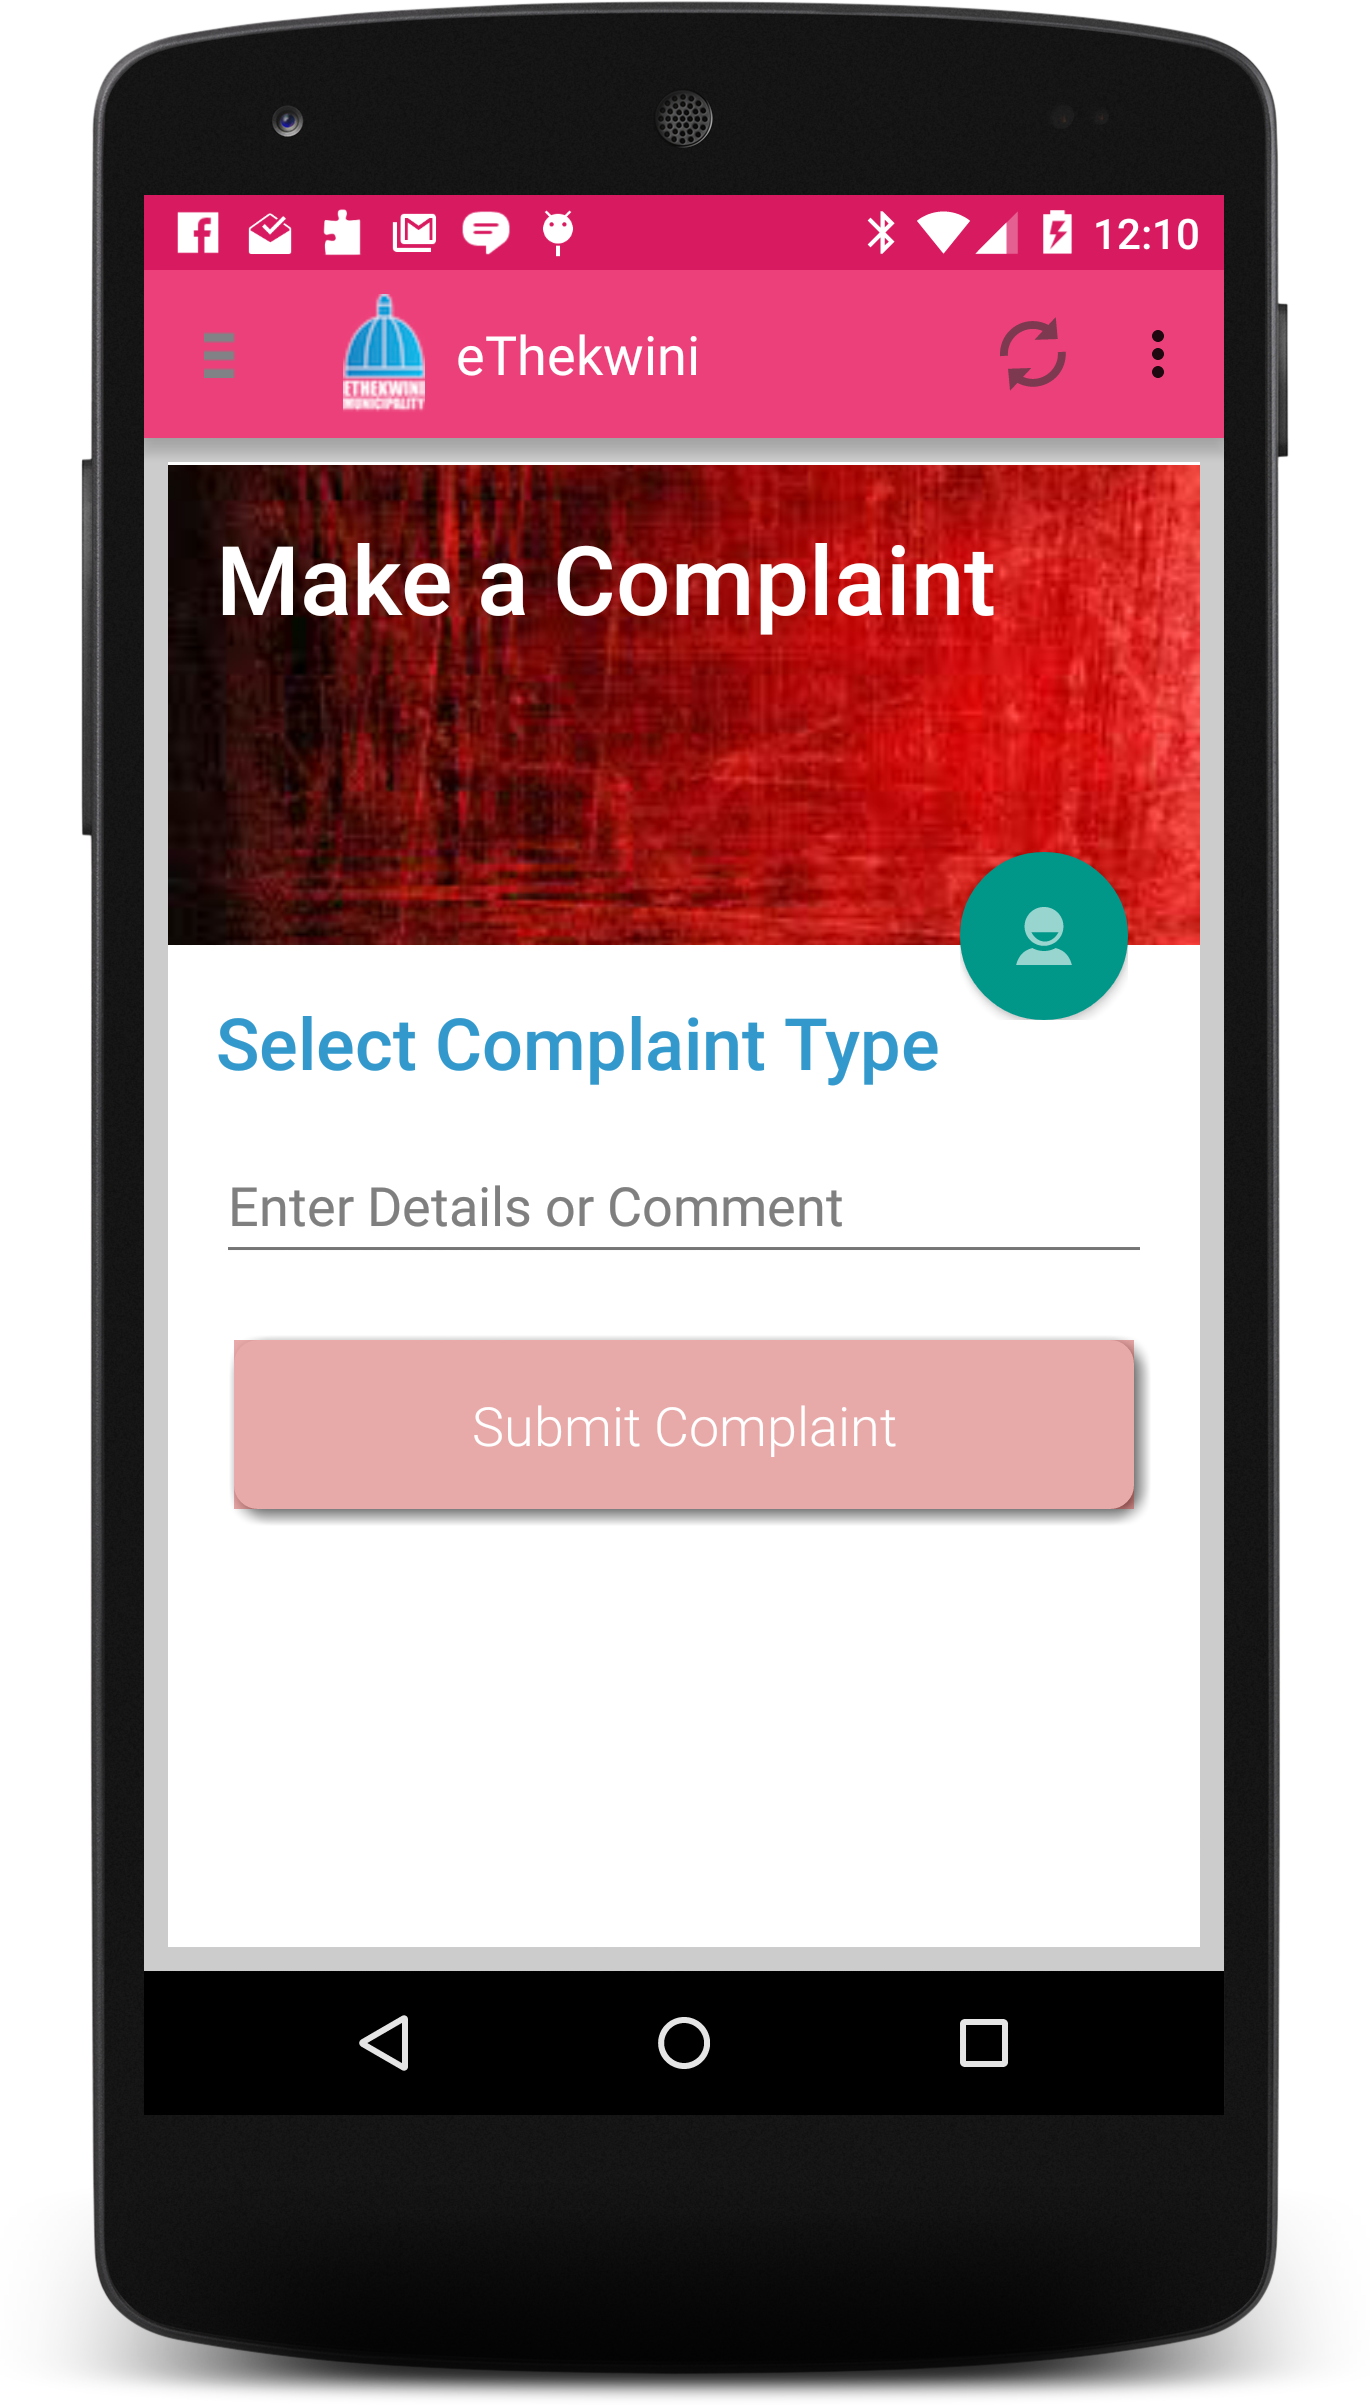 12:10
ETHEKWINI
MUNICIPALITY
eThekwini
Make a Complaint
Select Complaint Type
Enter Details or Comment
Submit Complaint